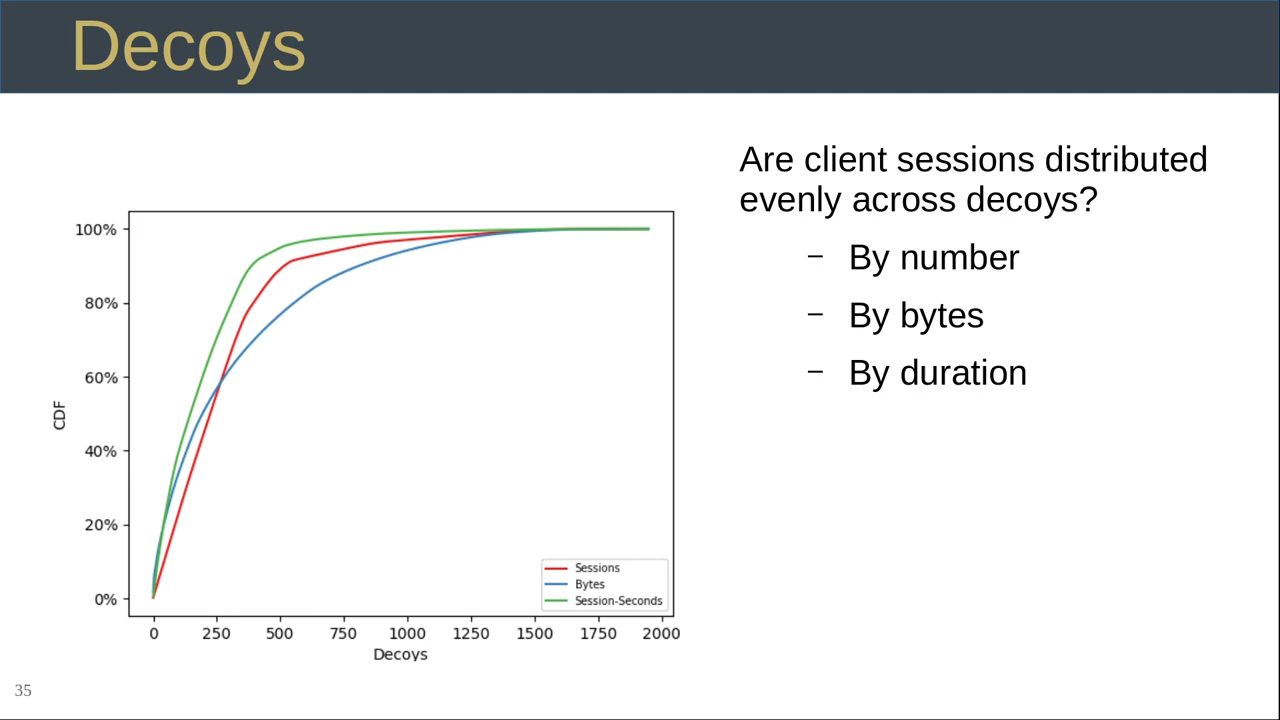 Decoys
Are client sessions distributed
evenly across decoys?
– By number
– By bytes
– By duration
100%
80%
60%
40%
20%
0%
CDF
Sessions
Bytes
Session-Seconds
0 250 500 750 1000 1250 1500 1750 2000
Decoys
35